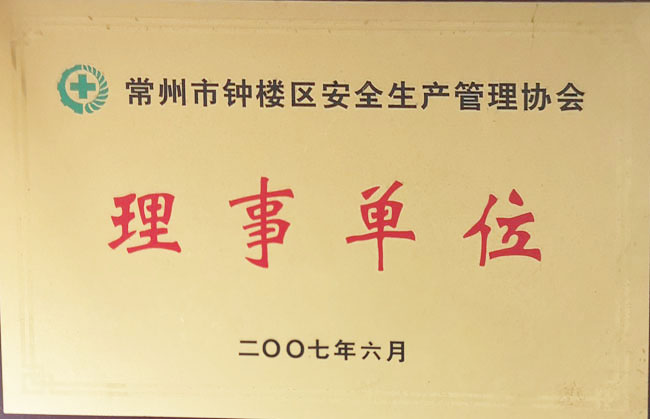 常州市钟楼区安全生产管理协会
理事单位
二〇〇七年六月